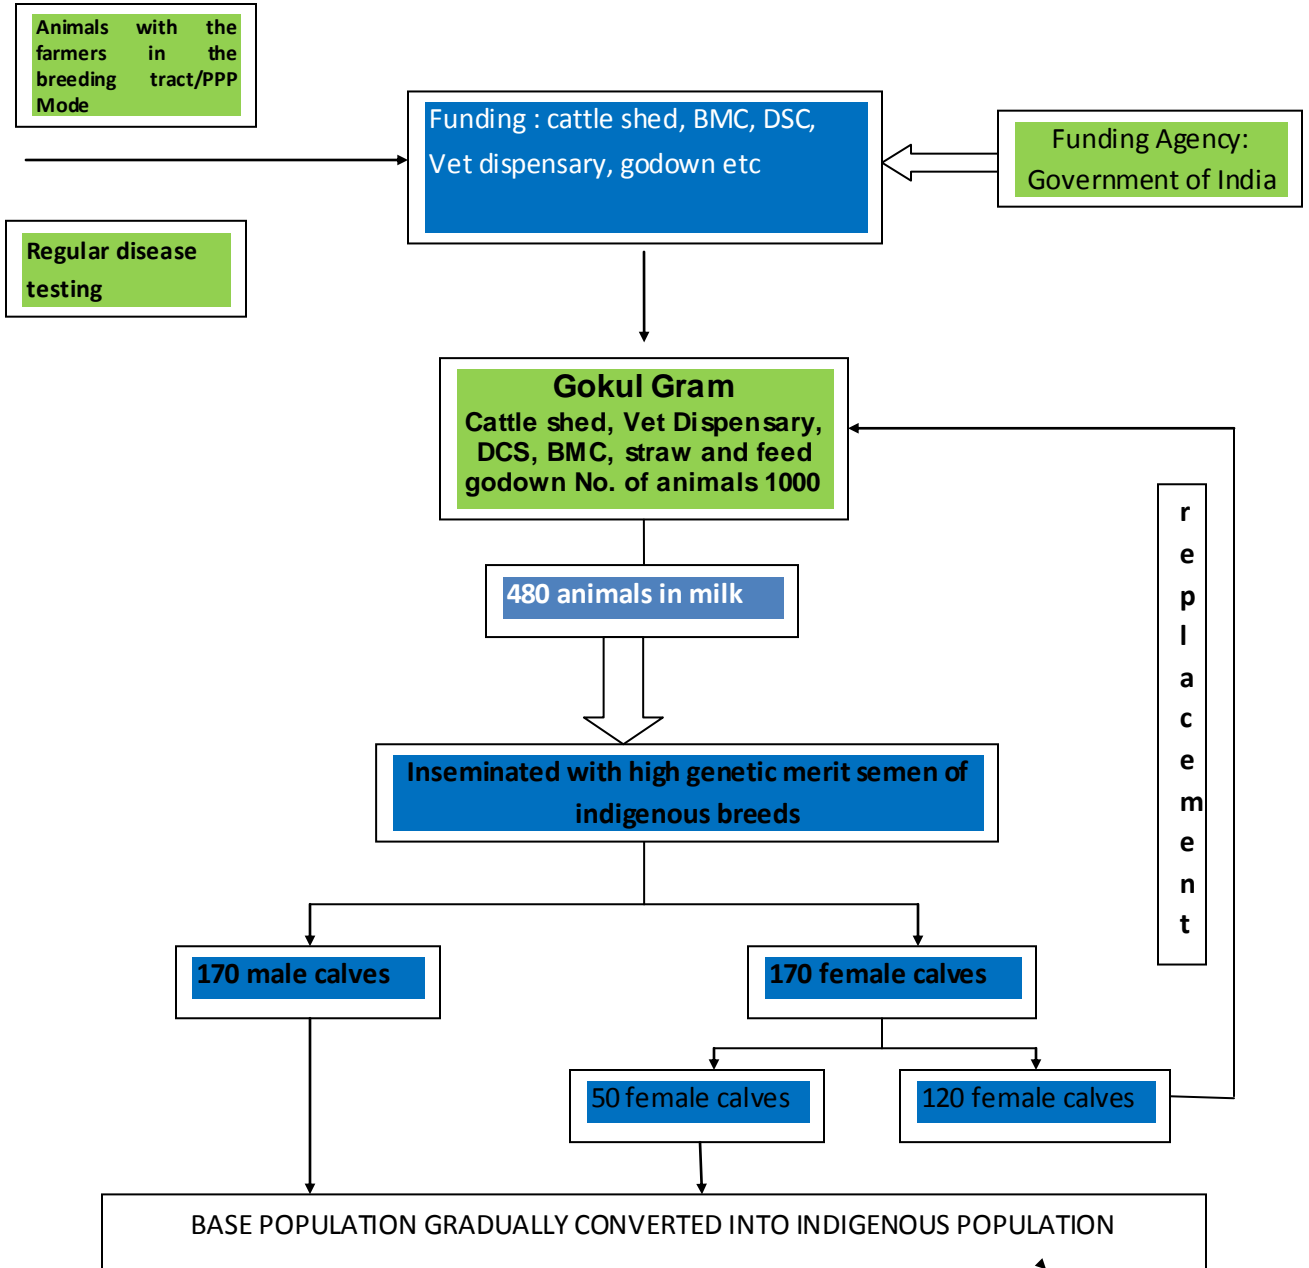 Animals with the
farmers in the
breeding tract/PPP
Mode
Funding : cattle shed, BMC, DSC,
Vet dispensary, godown etc
Funding Agency:
Government of India
Regular disease
testing
Gokul Gram
Cattle shed, Vet Dispensary,
DCS, BMC, straw and feed
godown No. of animals 1000
480 animals in milk
r
e
p
l
a
c
e
m
e
n
t
Inseminated with high genetic merit semen of
indigenous breeds
170 male calves
170 female calves
50 female calves
120 female calves
BASE POPULATION GRADUALLY CONVERTED INTO INDIGENOUS POPULATION